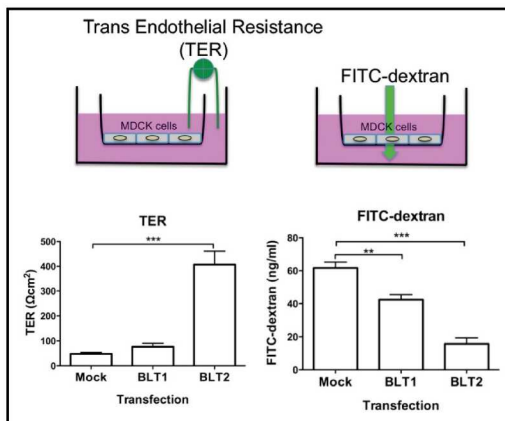 Trans Endothelial Resistance
(TER)
MDCK cells
FITC-dextran
MDCK cells
TER
***
TER (Ωcm²)
500
400
300
200
100
0
Mock
BLT1
BLT2
Transfection
FITC-dextran
***
**
FITC-dextran (ng/ml)
80
60
40
20
0
Mock
BLT1
BLT2
Transfection